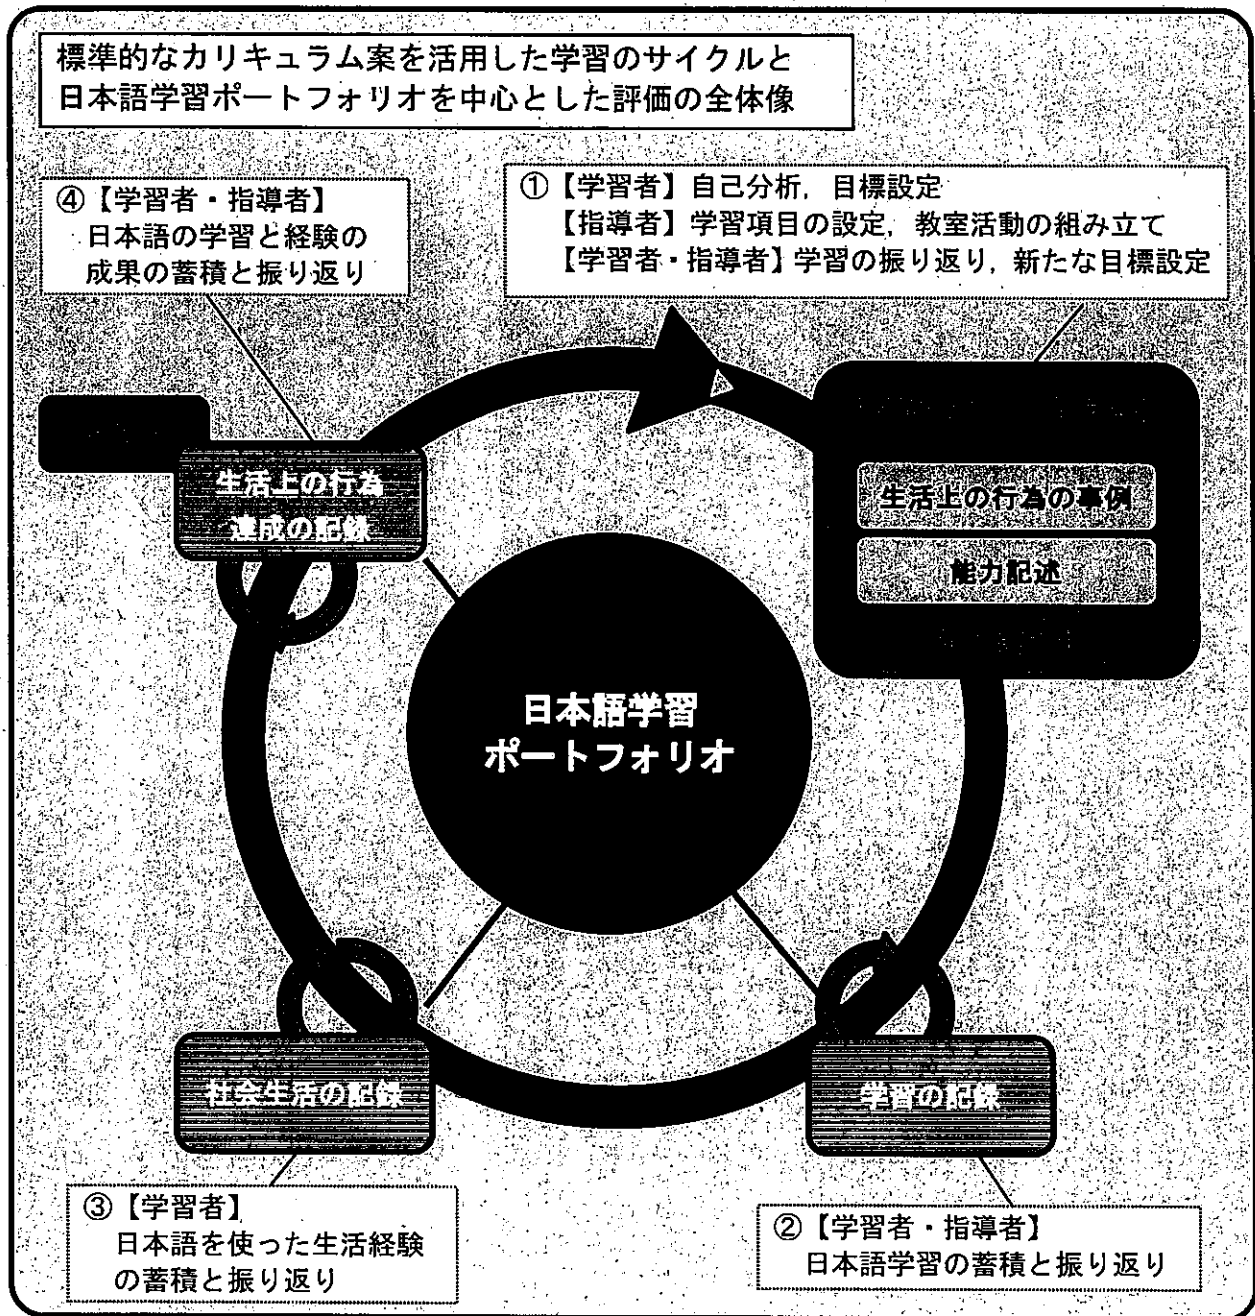 標準的なカリキュラム案を活用した学習のサイクルと
日本語学習ポートフォリオを中心とした評価の全体像
④【学習者・指導者】
日本語の学習と経験の
成果の蓄積と振り返り
①【学習者】自己分析，目標設定
【指導者】学習項目の設定，教室活動の組み立て
【学習者・指導者】学習の振り返り，新たな目標設定
生活上の行為
達成の記録
生活上の行為の事例
能力記述
日本語学習
ポートフォリオ
社会生活の記録
学習の記録
③【学習者】
日本語を使った生活経験
の蓄積と振り返り
②【学習者・指導者】
日本語学習の蓄積と振り返り